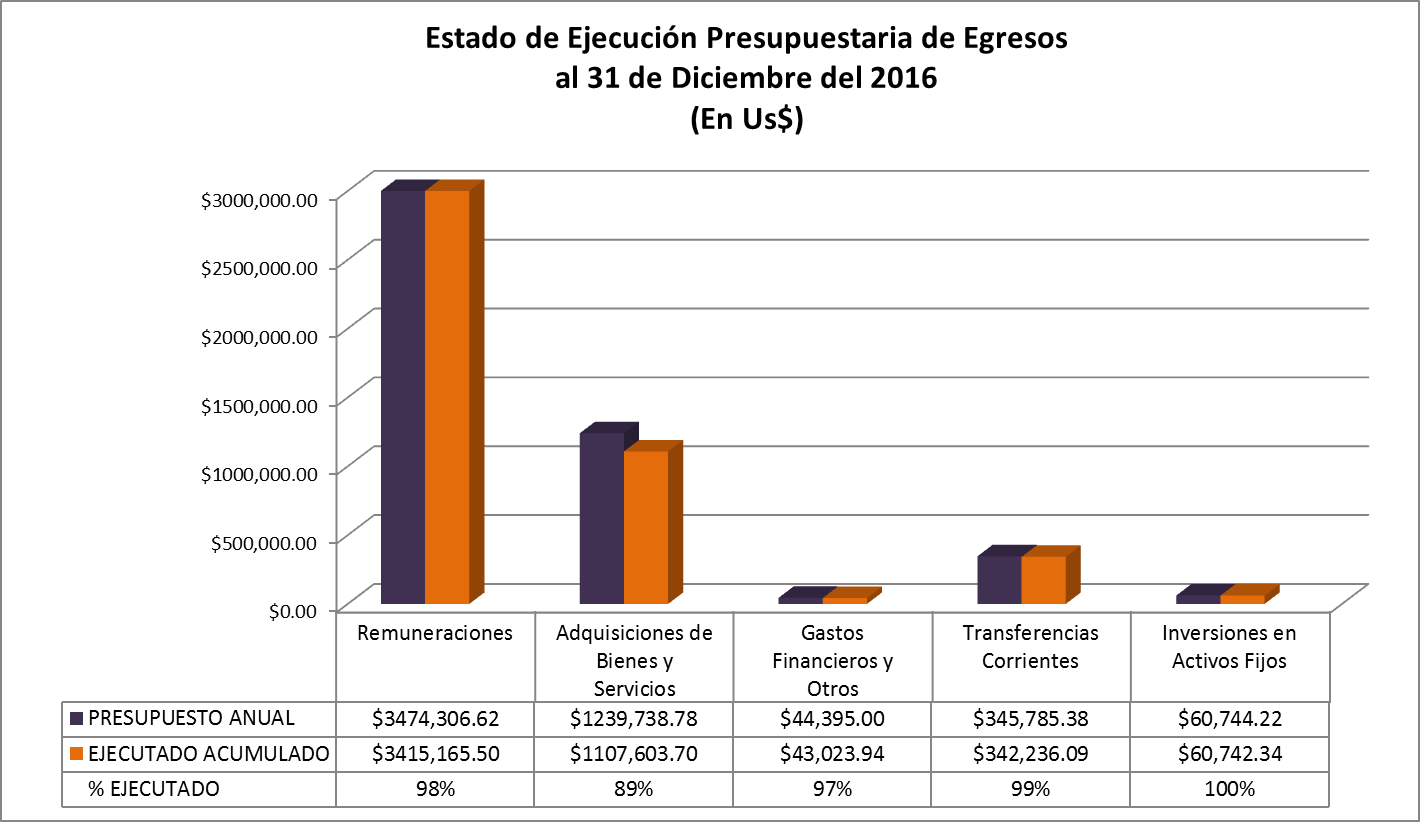 Estado de Ejecución Presupuestaria de Egresos
al 31 de Diciembre del 2016
(En Us$)
$3000,000.00
$2500,000.00
$2000,000.00
$1500,000.00
$1000,000.00
$500,000.00
$0.00
Remuneraciones
Adquisiciones de
Bienes y
Servicios
Gastos
Financieros y
Otros
Transferencias
Corrientes
Inversiones en
Activos Fijos
PRESUPUESTO ANUAL $3474,306.62 $1239,738.78 $44,395.00 $345,785.38 $60,744.22
EJECUTADO ACUMULADO $3415,165.50 $1107,603.70 $43,023.94 $342,236.09 $60,742.34
% EJECUTADO 98% 89% 97% 99% 100%